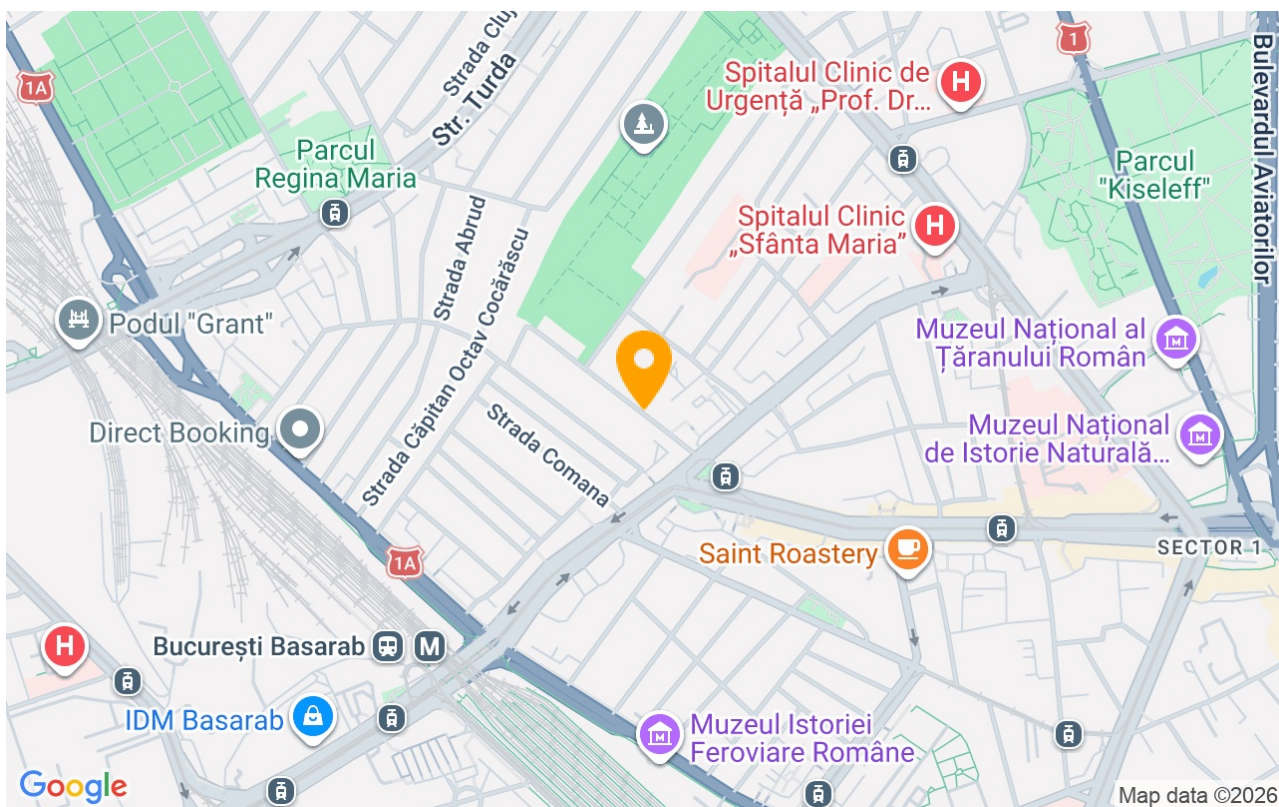 1A
Strada Cluj
Str. Turda
Spitalul Clinic de
Urgență „Prof. Dr...
H
1
Bulevardul Aviatorilor
Parcul
Regina Maria
Parcul
"Kiseleff"
Spitalul Clinic
„Sfânta Maria”
H
Strada Abrud
Strada Căpitan Octav Cocărăscu
Podul "Grant"
Muzeul Național al
Țăranului Român
M
Direct Booking
Strada Comana
Muzeul Național
de Istorie Naturală...
M
1A
Saint Roastery
SECTOR 1
H
București Basarab
M
IDM Basarab
Muzeul Istoriei
Feroviare Române
M
Google
Map data ©2026